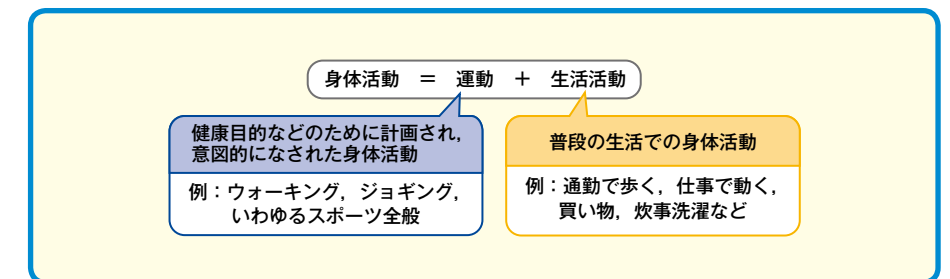 身体活動 ＝ 運動 ＋ 生活活動
健康目的などのために計画され，
意図的になされた身体活動
例：ウォーキング，ジョギング，
いわゆるスポーツ全般
普段の生活での身体活動
例：通勤で歩く，仕事で動く，
買い物，炊事洗濯など